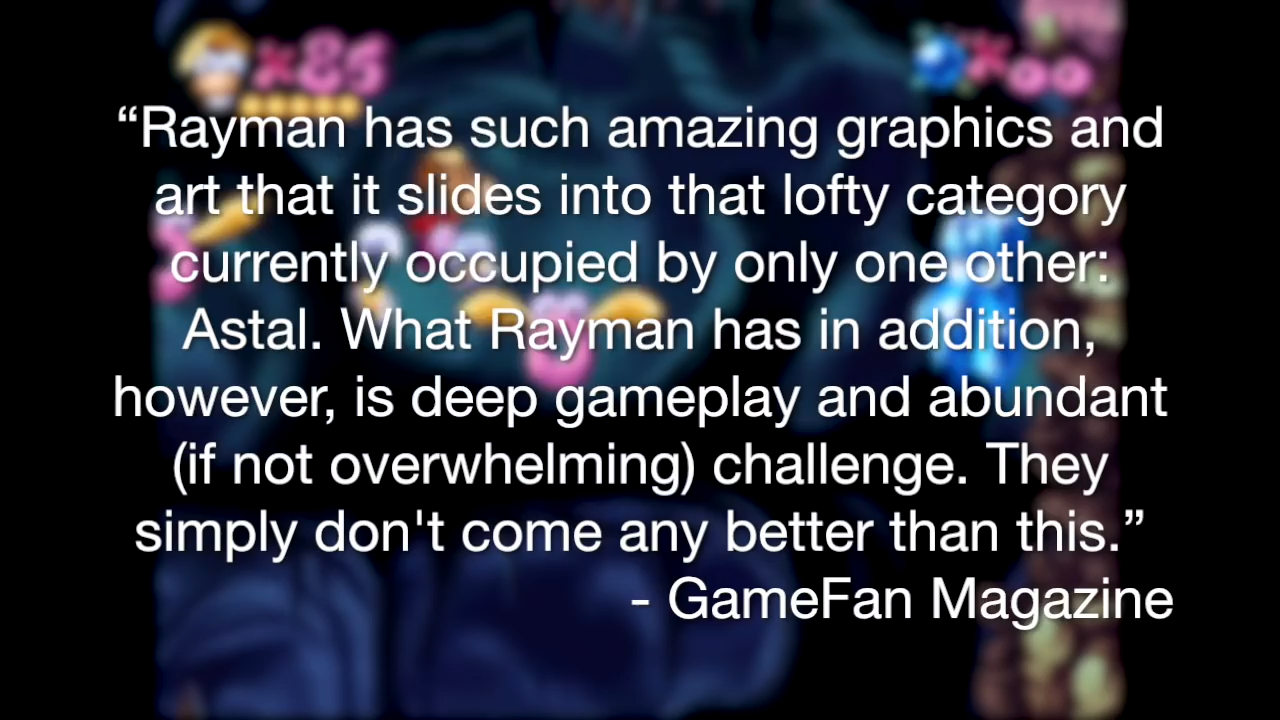 x86
x00
“Rayman has such amazing graphics and
art that it slides into that lofty category
currently occupied by only one other:
Astal. What Rayman has in addition,
however, is deep gameplay and abundant
(if not overwhelming) challenge. They
simply don't come any better than this.”
- GameFan Magazine